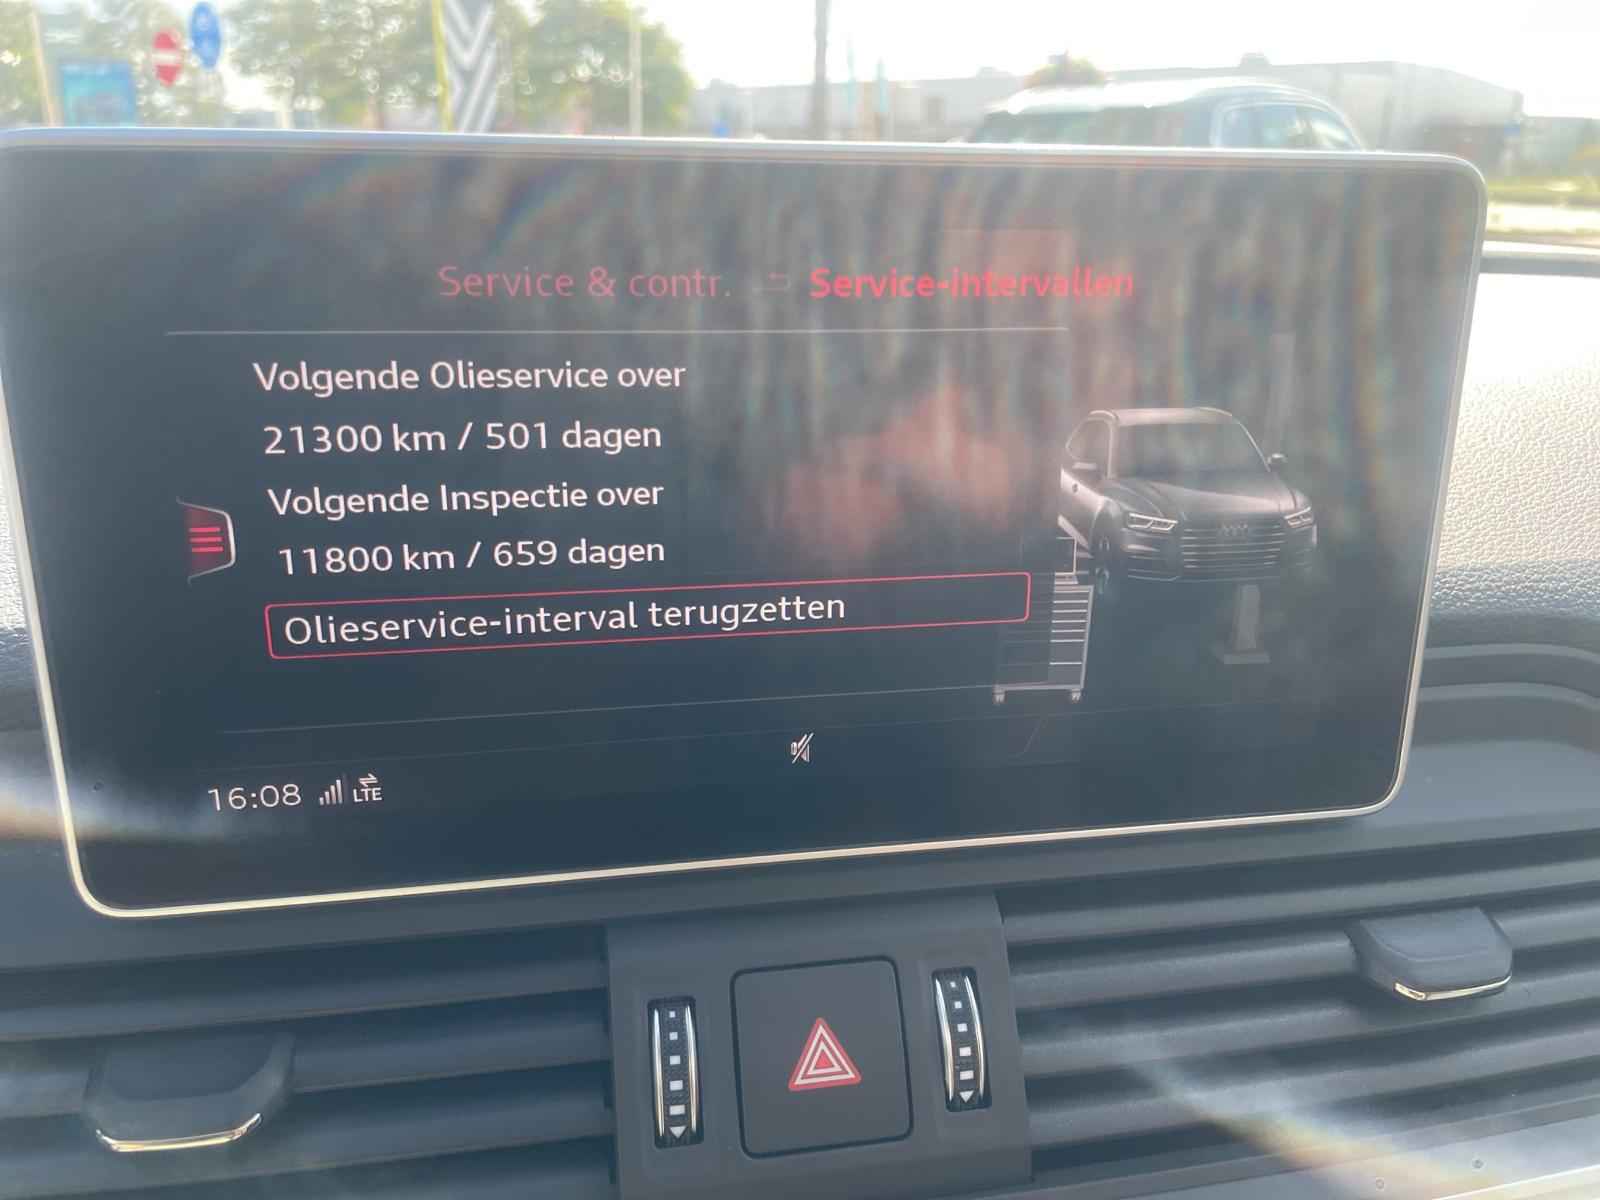 Service & contr. Service-intervallen
Volgende Olieservice over
21300 km / 501 dagen
Volgende Inspectie over
11800 km / 659 dagen
Olieservice-interval terugzetten
16:08 LTE